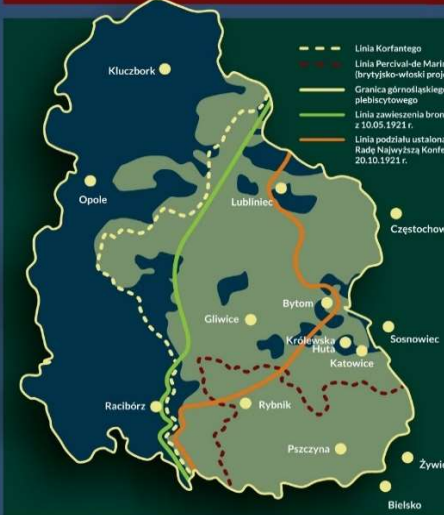 Linia Korfantego
Linia Percival-de Marin
(brytyjsko-włoski proje
Granica górnośląskiego
plebiscytowego
Linia zawieszenia bron
z 10.05.1921 r.
Linia podziału ustalona
Radę Najwyższą Konfe
20.10.1921 r.
Kluczbork
Opole
Lubliniec
Częstochow
Bytom
Gliwice
Królewska
Huta
Sosnowiec
Katowice
Racibórz
Rybnik
Pszczyna
Żywie
Bielsko